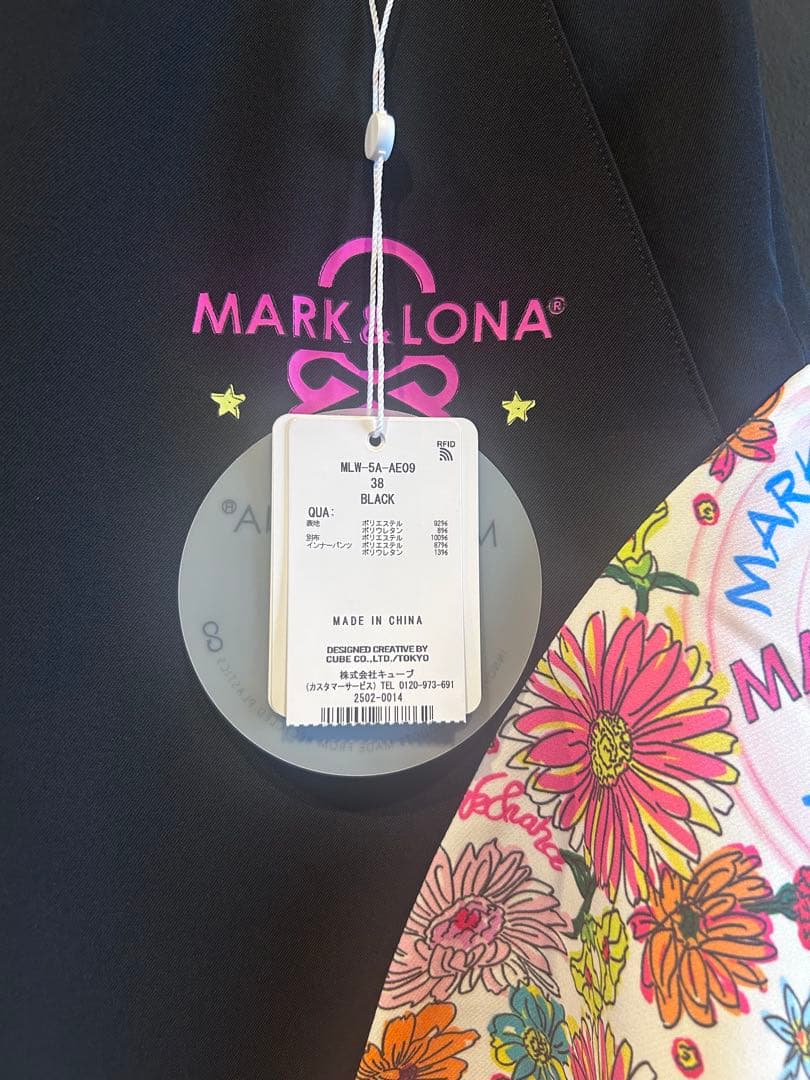 MARK & LONA®
RFID
MLW-5A-AE09
38
BLACK
QUA:
表地 ポリエステル 92%
ポリウレタン 8%
別布 ポリエステル 100%
インナーパンツ ポリエステル 87%
ポリウレタン 13%
MADE IN CHINA
DESIGNED CREATIVE BY
CUBE CO.,LTD./TOKYO
株式会社キューブ
(カスタマーサービス) TEL 0120-973-691
2502-0014
MARK
MA